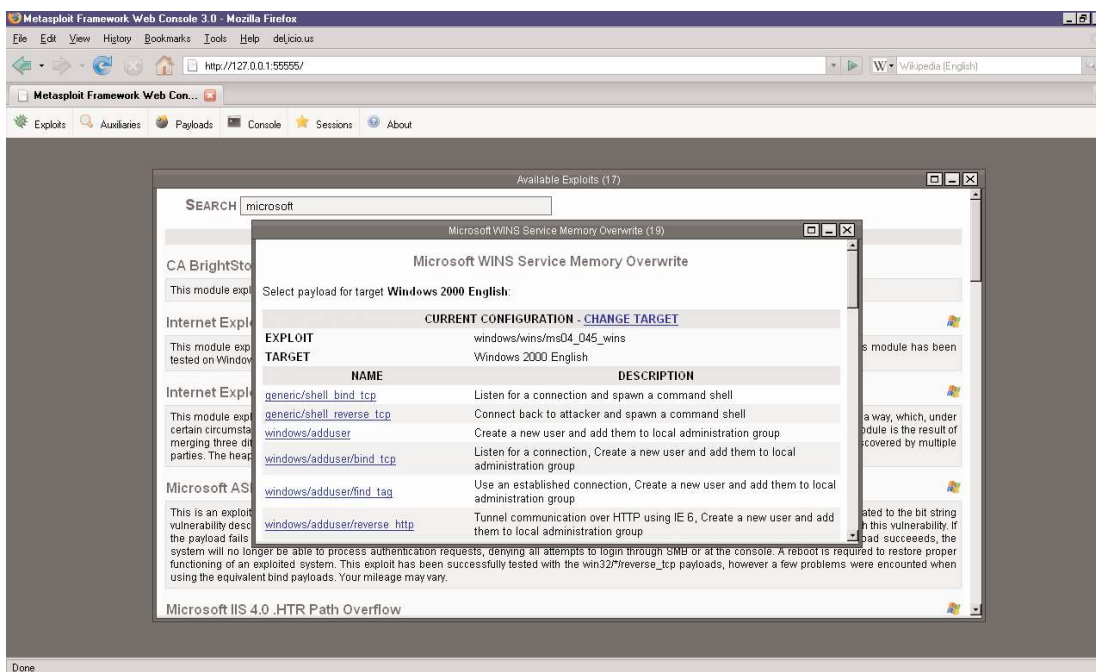 Metasploit Framework Web Console 3.0 - Mozilla Firefox
File Edit View History Bookmarks Tools Help del.icio.us
http://127.0.0.1:55555/
W Wikipedia (English)
Metasploit Framework Web Con...
Exploits Auxiliaries Payloads Console Sessions About
Available Exploits (17)
SEARCH microsoft
Microsoft WINS Service Memory Overwrite (19)
Microsoft WINS Service Memory Overwrite
Select payload for target Windows 2000 English:
CURRENT CONFIGURATION - CHANGE TARGET
EXPLOIT windows/wins/ms04_045_wins
TARGET Windows 2000 English
NAME DESCRIPTION
generic/shell_bind_tcp Listen for a connection and spawn a command shell
generic/shell_reverse_tcp Connect back to attacker and spawn a command shell
windows/adduser Create a new user and add them to local administration group
windows/adduser/bind_tcp Listen for a connection, Create a new user and add them to local
administration group
windows/adduser/find_tag Use an established connection, Create a new user and add them to local
administration group
windows/adduser/reverse_http Tunnel communication over HTTP using IE 6, Create a new user and add
them to local administration group
CA BrightSto
This module expl
Internet Explo
This module exp s module has been
tested on Window
Internet Explo
This module expl a way, which, under
certain circumsta odule is the result of
merging three dif scovered by multiple
parties. The heap
Microsoft AS
This is an exploit ated to the bit string
vulnerability desc h this vulnerability. If
the payload fails oad succeeds, the
system will no longer be able to process authentication requests, denying all attempts to login through SMB or at the console. A reboot is required to restore proper
functioning of an exploited system. This exploit has been successfully tested with the win32/*/reverse_tcp payloads, however a few problems were encounted when
using the equivalent bind payloads. Your mileage may vary.
Microsoft IIS 4.0 .HTR Path Overflow
Done